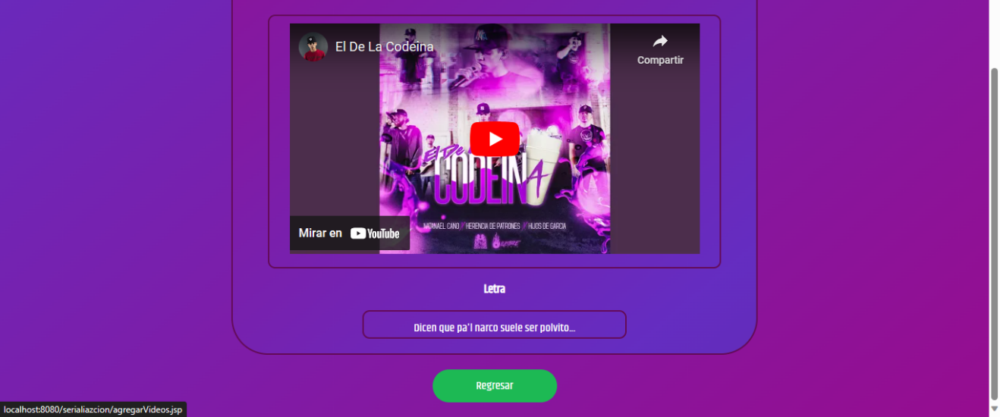 El De La Codeina
Compartir
El De
CODEINA
NATANAEL CANO / HERENCIA DE PATRONES / HIJOS DE GARCIA
Mirar en YouTube
Letra
Dicen que pa'l narco suele ser polvito...
Regresar
localhost:8080/serialiazcion/agregarVideos.jsp